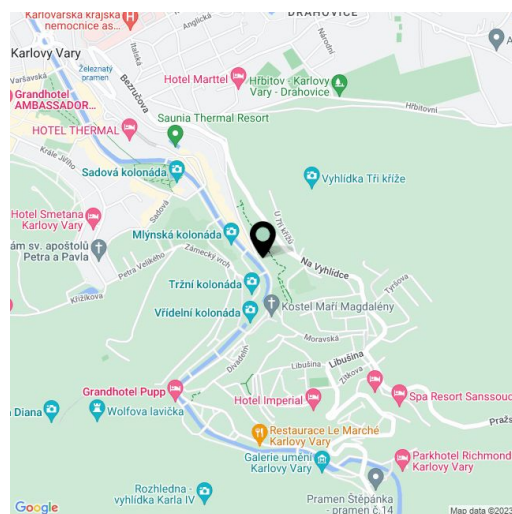 Karlovarská krajská
nemocnice as...
DRAHOVICE
Anglická
Italská
Národní
Karlovy Vary
Železnatý
pramen
Varšavská
Bezručova
Hotel Marttel
Hřbitov - Karlovy
Vary - Drahovice
Hřbitovní
Grandhotel
AMBASSADOR...
HOTEL THERMAL
Saunia Thermal Resort
Krále Jiřího
Sadová kolonáda
Vyhlídka Tři kříže
Sadová
U Tří křížů
Hotel Smetana
Karlovy Vary
Mlýnská kolonáda
ám sv. apoštolů
Petra a Pavla
Zámecký vrch
Petra Velikého
Na Vyhlídce
Tyršova
Křižíkova
Tržní kolonáda
Vřídelní kolonáda
Kostel Maří Magdalény
Moravská
Divadelní
Libušina
Libušina
Zítkova
Grandhotel Pupp
Hotel Imperial
Spa Resort Sanssouc
a Diana
Wolfova lavička
Pražs
Restaurace Le Marché
Karlovy Vary
Galerie umění
Karlovy Vary
Parkhotel Richmond
Karlovy Vary
Rozhledna -
vyhlídka Karla IV
Pramen Štěpánka
- pramen č.14
Google
Map data ©2023